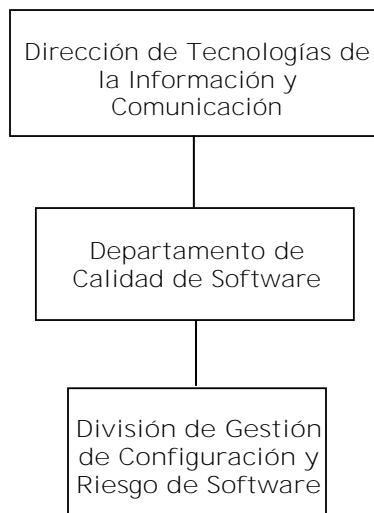 Dirección de Tecnologías de
la Información y
Comunicación
Departamento de
Calidad de Software
División de Gestión
de Configuración y
Riesgo de Software